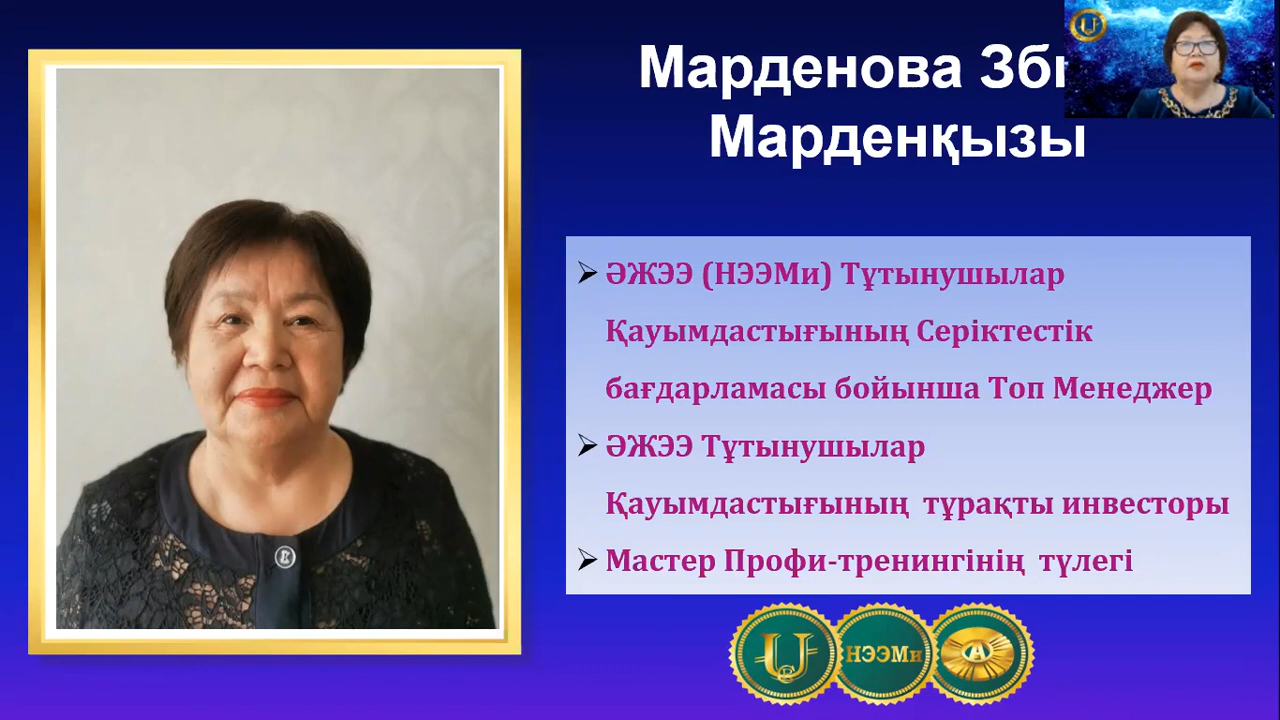 Марденова
Марденқызы
ӘЖЭЭ (НЭЭМи) Тұтынушылар
Қауымдастығының Серіктестік
бағдарламасы бойынша Топ Менеджер
ӘЖЭЭ Тұтынушылар
Қауымдастығының тұрақты инвесторы
Мастер Профи-тренингінің түлегі
НЭЭМи